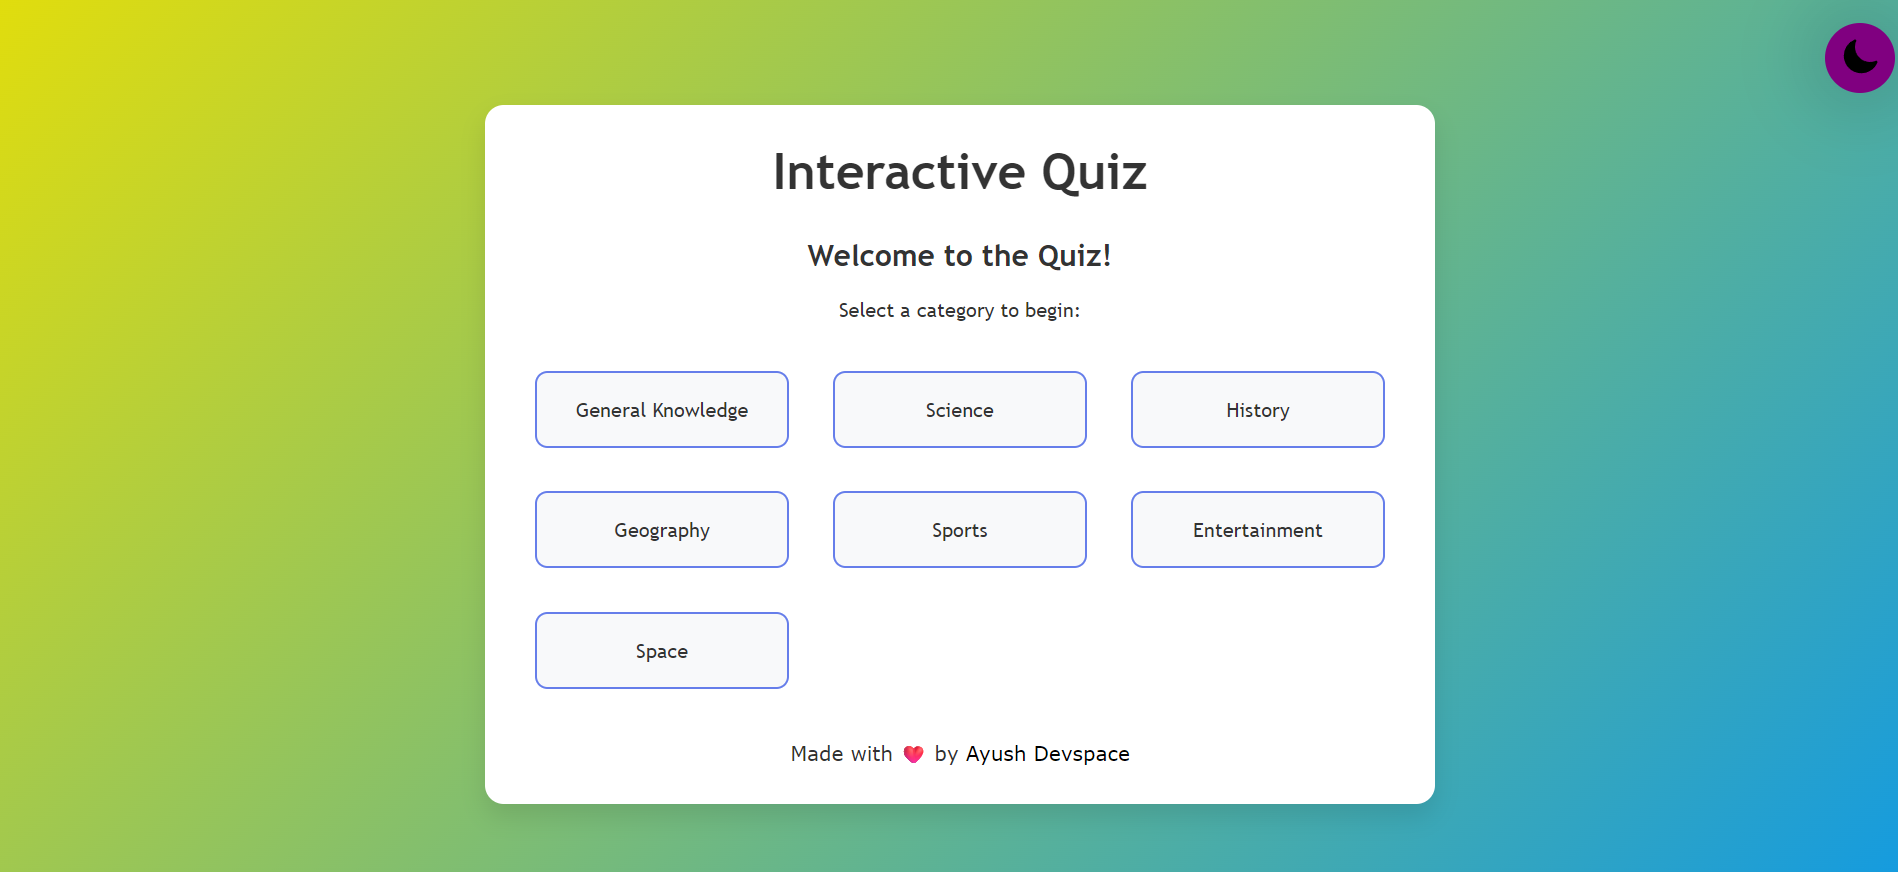 Interactive Quiz
Welcome to the Quiz!
Select a category to begin:
General Knowledge
Science
History
Geography
Sports
Entertainment
Space
Made with 💖 by Ayush Devspace